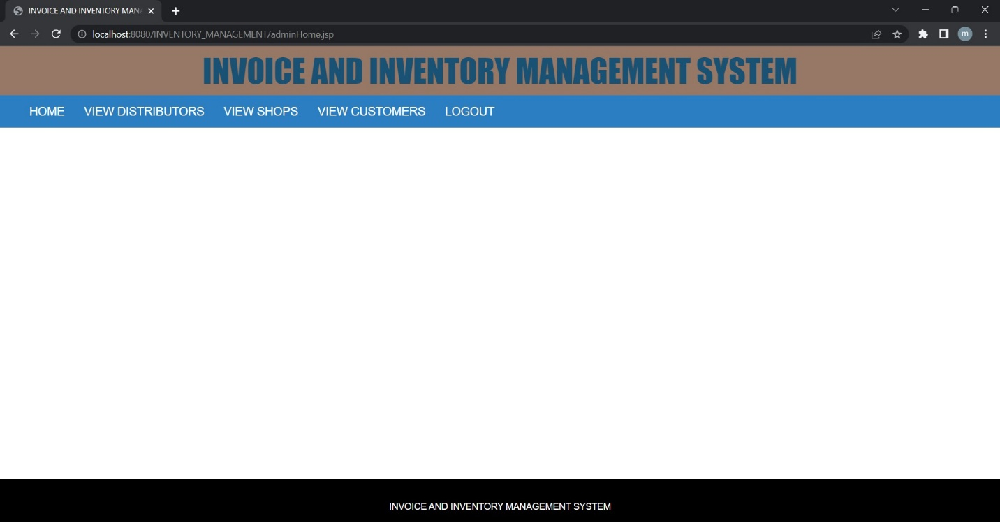 INVOICE AND INVENTORY MAN
localhost:8080/INVENTORY_MANAGEMENT/adminHome.jsp
m
INVOICE AND INVENTORY MANAGEMENT SYSTEM
HOME VIEW DISTRIBUTORS VIEW SHOPS VIEW CUSTOMERS LOGOUT
INVOICE AND INVENTORY MANAGEMENT SYSTEM